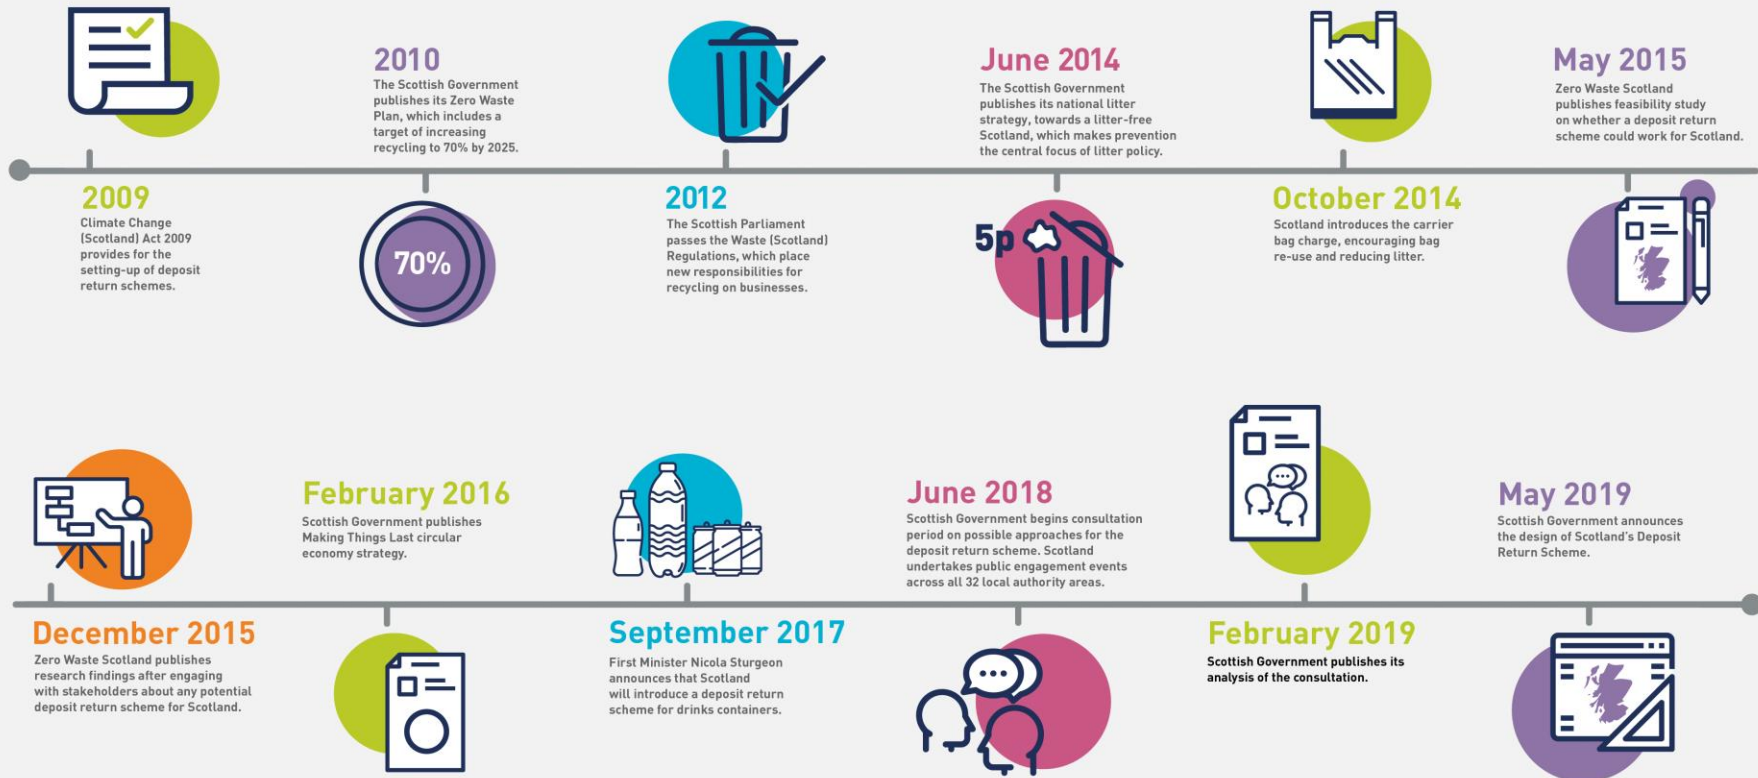 2010
The Scottish Government
publishes its Zero Waste
Plan, which includes a
target of increasing
recycling to 70% by 2025.
June 2014
The Scottish Government
publishes its national litter
strategy, towards a litter-free
Scotland, which makes prevention
the central focus of litter policy.
May 2015
Zero Waste Scotland
publishes feasibility study
on whether a deposit return
scheme could work for Scotland.
2009
Climate Change
(Scotland) Act 2009
provides for the
setting-up of deposit
return schemes.
70%
2012
The Scottish Parliament
passes the Waste (Scotland)
Regulations, which place
new responsibilities for
recycling on businesses.
5p
October 2014
Scotland introduces the carrier
bag charge, encouraging bag
re-use and reducing litter.
February 2016
Scottish Government publishes
Making Things Last circular
economy strategy.
June 2018
Scottish Government begins consultation
period on possible approaches for the
deposit return scheme. Scotland
undertakes public engagement events
across all 32 local authority areas.
May 2019
Scottish Government announces
the design of Scotland's Deposit
Return Scheme.
December 2015
Zero Waste Scotland publishes
research findings after engaging
with stakeholders about any potential
deposit return scheme for Scotland.
September 2017
First Minister Nicola Sturgeon
announces that Scotland
will introduce a deposit return
scheme for drinks containers.
February 2019
Scottish Government publishes its
analysis of the consultation.